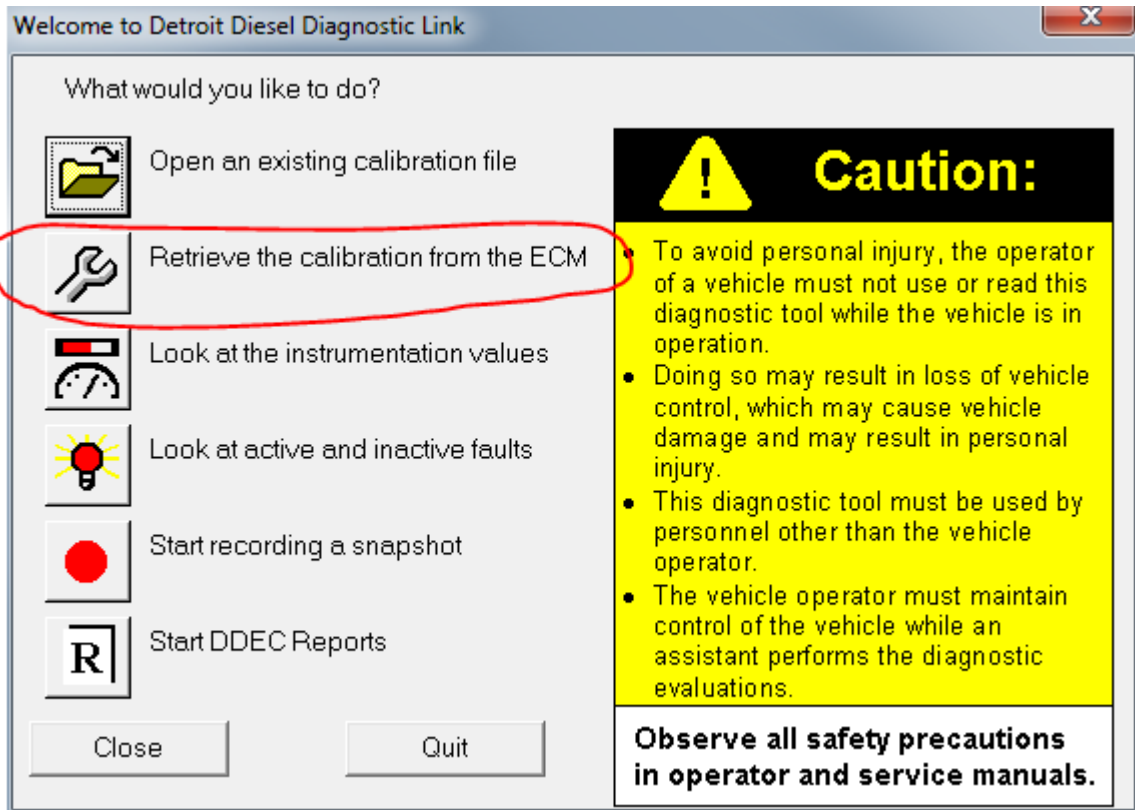 Welcome to Detroit Diesel Diagnostic Link
What would you like to do?
Open an existing calibration file
Retrieve the calibration from the ECM
Look at the instrumentation values
Look at active and inactive faults
Start recording a snapshot
R
Start DDEC Reports
Close
Quit
Caution:
• To avoid personal injury, the operator
of a vehicle must not use or read this
diagnostic tool while the vehicle is in
operation.
• Doing so may result in loss of vehicle
control, which may cause vehicle
damage and may result in personal
injury.
• This diagnostic tool must be used by
personnel other than the vehicle
operator.
• The vehicle operator must maintain
control of the vehicle while an
assistant performs the diagnostic
evaluations.
Observe all safety precautions
in operator and service manuals.